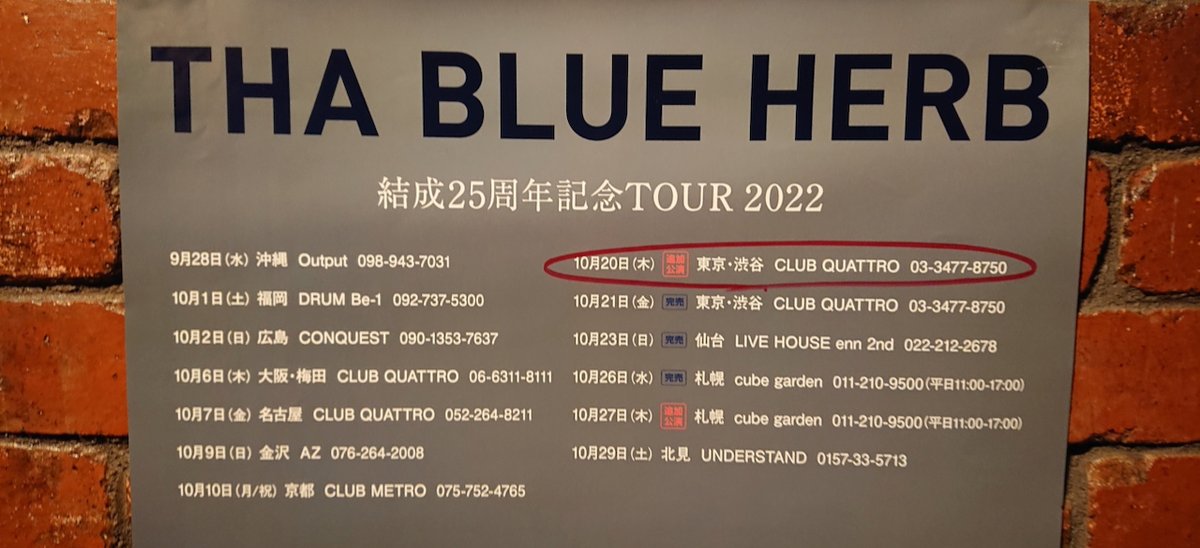 THA BLUE HERB
結成25周年記念TOUR 2022
9月28日(水) 沖縄 Output 098-943-7031
10月1日(土) 福岡 DRUM Be-1 092-737-5300
10月2日(日) 広島 CONQUEST 090-1353-7637
10月6日(木) 大阪・梅田 CLUB QUATTRO 06-6311-8111
10月7日(金) 名古屋 CLUB QUATTRO 052-264-8211
10月9日(日) 金沢 AZ 076-264-2008
10月10日(月/祝) 京都 CLUB METRO 075-752-4765
10月20日(木) 追加公演 東京・渋谷 CLUB QUATTRO 03-3477-8750
10月21日(金) 完売 東京・渋谷 CLUB QUATTRO 03-3477-8750
10月23日(日) 完売 仙台 LIVE HOUSE enn 2nd 022-212-2678
10月26日(水) 完売 札幌 cube garden 011-210-9500(平日11:00-17:00)
10月27日(木) 追加公演 札幌 cube garden 011-210-9500(平日11:00-17:00)
10月29日(土) 北見 UNDERSTAND 0157-33-5713